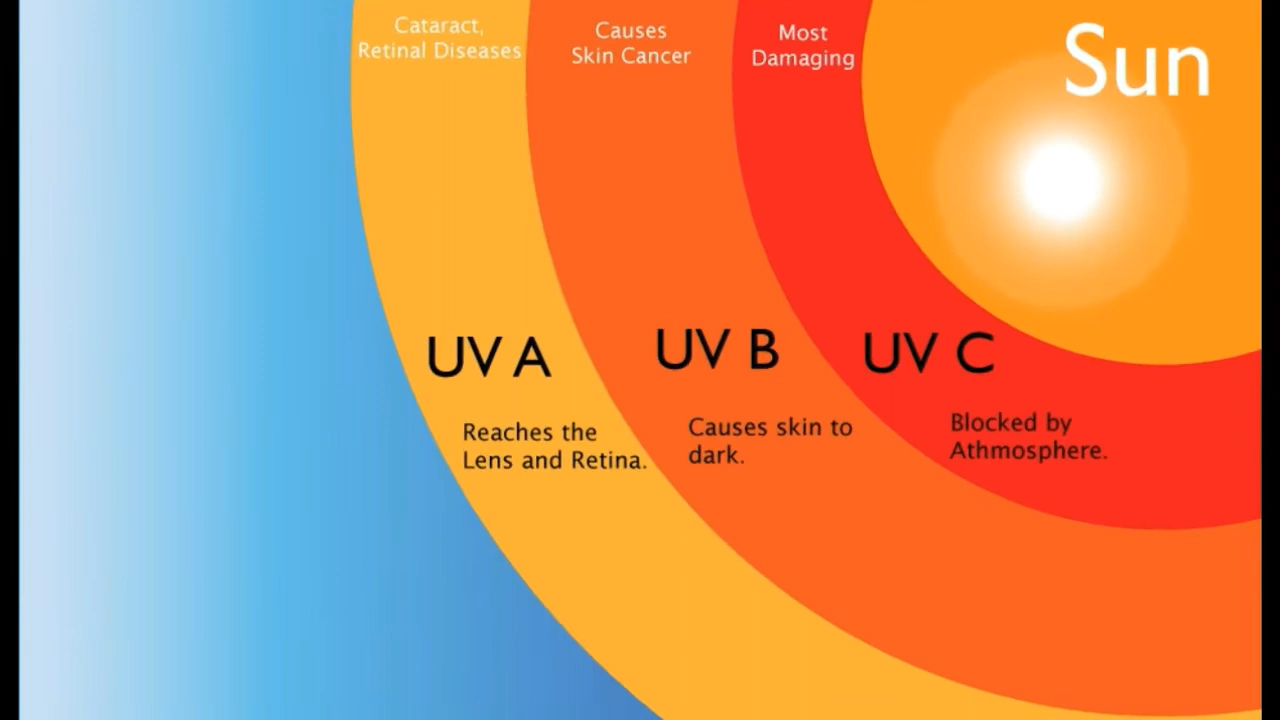 Cataract,
Retinal Diseases
Causes
Skin Cancer
Most
Damaging
Sun
UV A
UV B
UV C
Reaches the
Lens and Retina.
Causes skin to
dark.
Blocked by
Athmosphere.